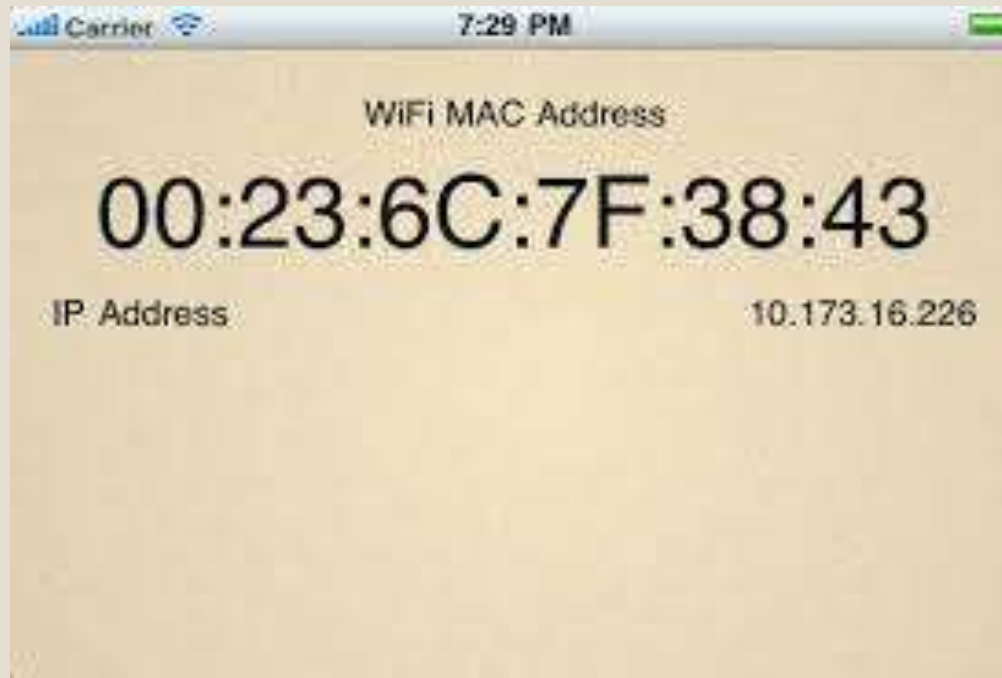 Carrier 7:29 PM
WiFi MAC Address
00:23:6C:7F:38:43
IP Address 10.173.16.226